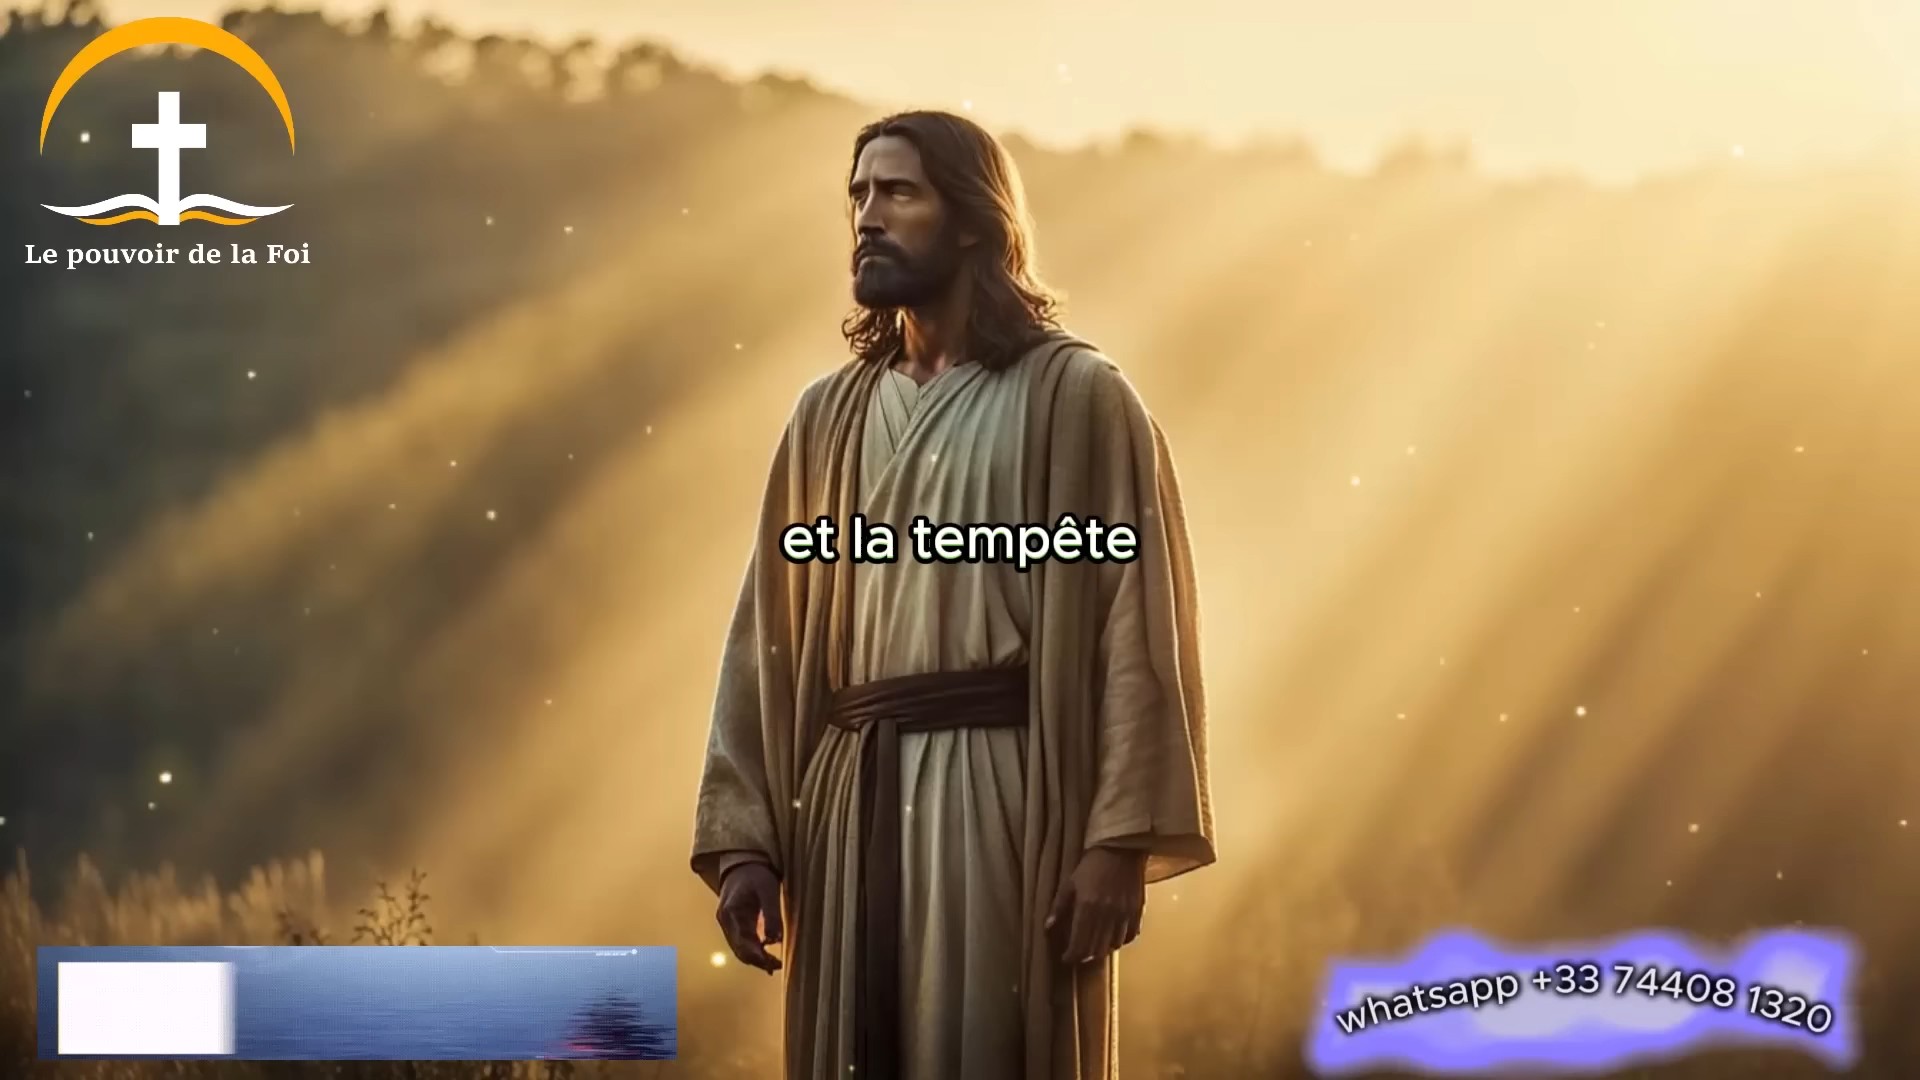 Le pouvoir de la Foi
et la tempête
whatsapp +33 74408 1320